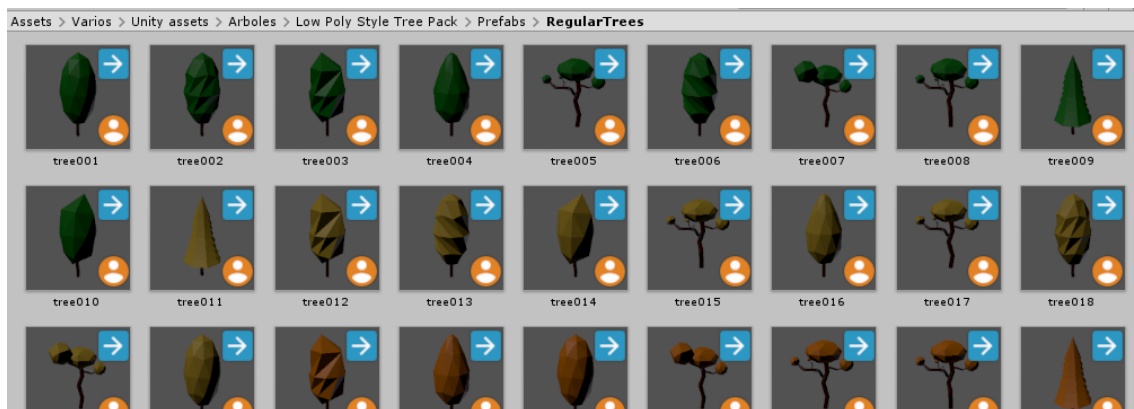 Assets > Varios > Unity assets > Arboles > Low Poly Style Tree Pack > Prefabs > RegularTrees
tree001 tree002 tree003 tree004 tree005 tree006 tree007 tree008 tree009
tree010 tree011 tree012 tree013 tree014 tree015 tree016 tree017 tree018